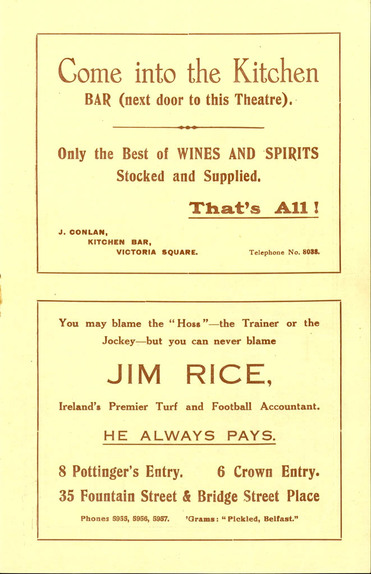 Come into the Kitchen
BAR (next door to this Theatre).
Only the Best of WINES AND SPIRITS
Stocked and Supplied.
That's All!
J. CONLAN,
KITCHEN BAR,
VICTORIA SQUARE.
Telephone No. 5038.
You may blame the "Hoss"—the Trainer or the
Jockey—but you can never blame
JIM RICE,
Ireland's Premier Turf and Football Accountant.
HE ALWAYS PAYS.
8 Pottinger's Entry. 6 Crown Entry.
35 Fountain Street & Bridge Street Place
Phones 5955, 5956, 5957. 'Grams: "Pickled, Belfast."